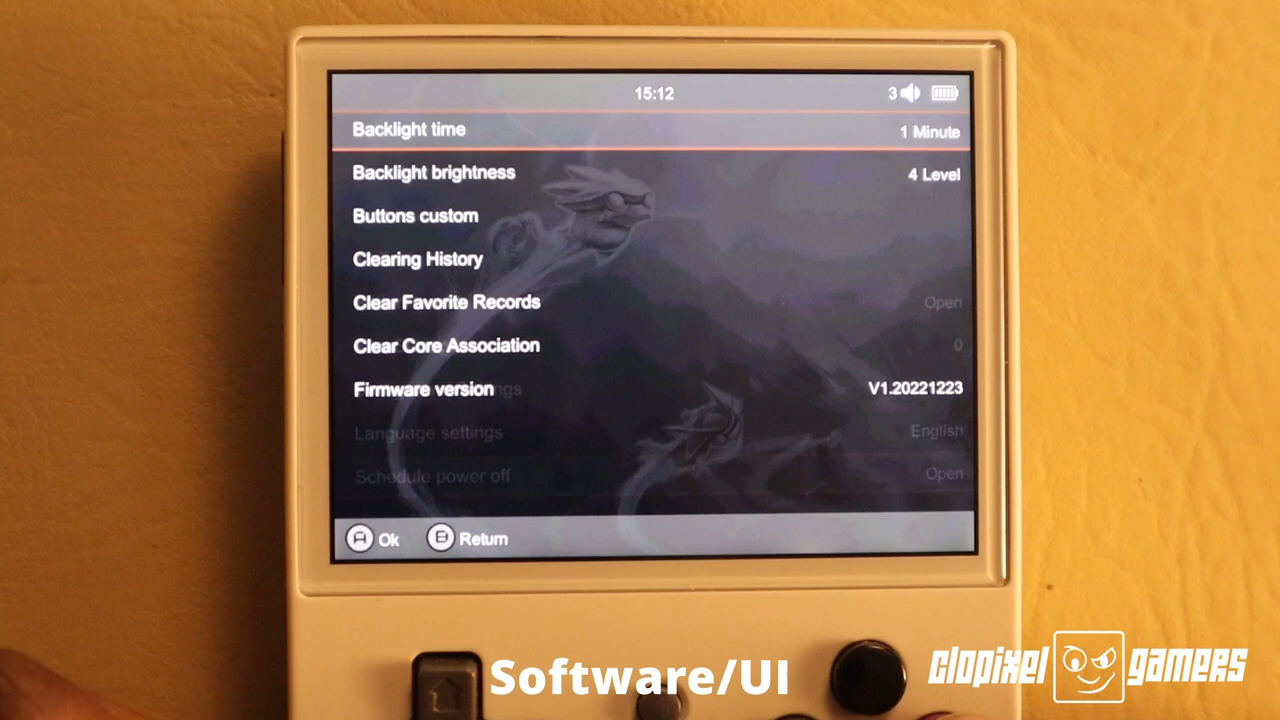 15:12 3
Backlight time 1 Minute
Backlight brightness 4 Level
Buttons custom
Clearing History
Clear Favorite Records Open
Clear Core Association 0
Firmware version ngs V1.20221223
Language settings English
Schedule power off Open
A Ok B Return
Software/UI
clopixel gamers